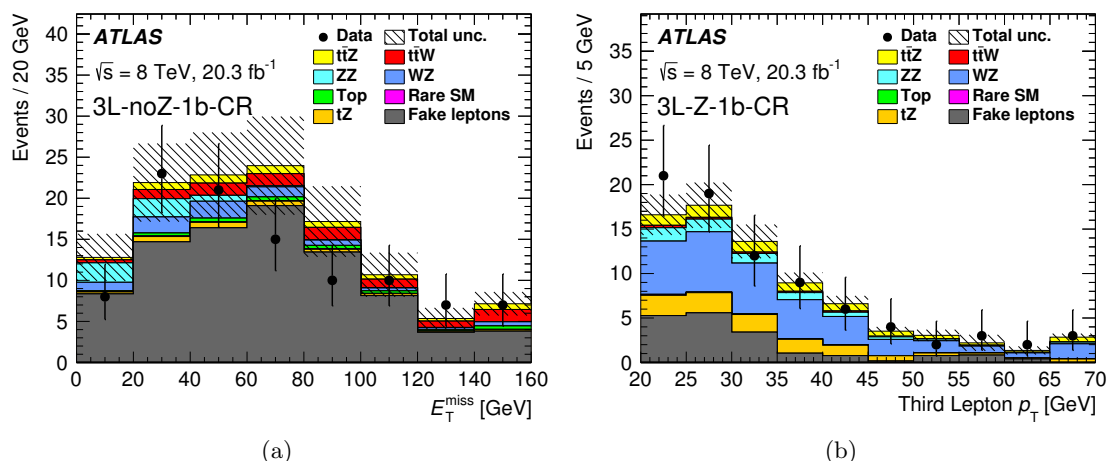 ATLAS
√s = 8 TeV, 20.3 fb⁻¹
3L-noZ-1b-CR
Data Total unc.
tt̄Z tt̄W
ZZ WZ
Top Rare SM
tZ Fake leptons
Events / 20 GeV
40
35
30
25
20
15
10
5
0
0 20 40 60 80 100 120 140 160
E_T^miss [GeV]
(a)
ATLAS
√s = 8 TeV, 20.3 fb⁻¹
3L-Z-1b-CR
Data Total unc.
tt̄Z tt̄W
ZZ WZ
Top Rare SM
tZ Fake leptons
Events / 5 GeV
35
30
25
20
15
10
5
0
20 25 30 35 40 45 50 55 60 65 70
Third Lepton p_T [GeV]
(b)